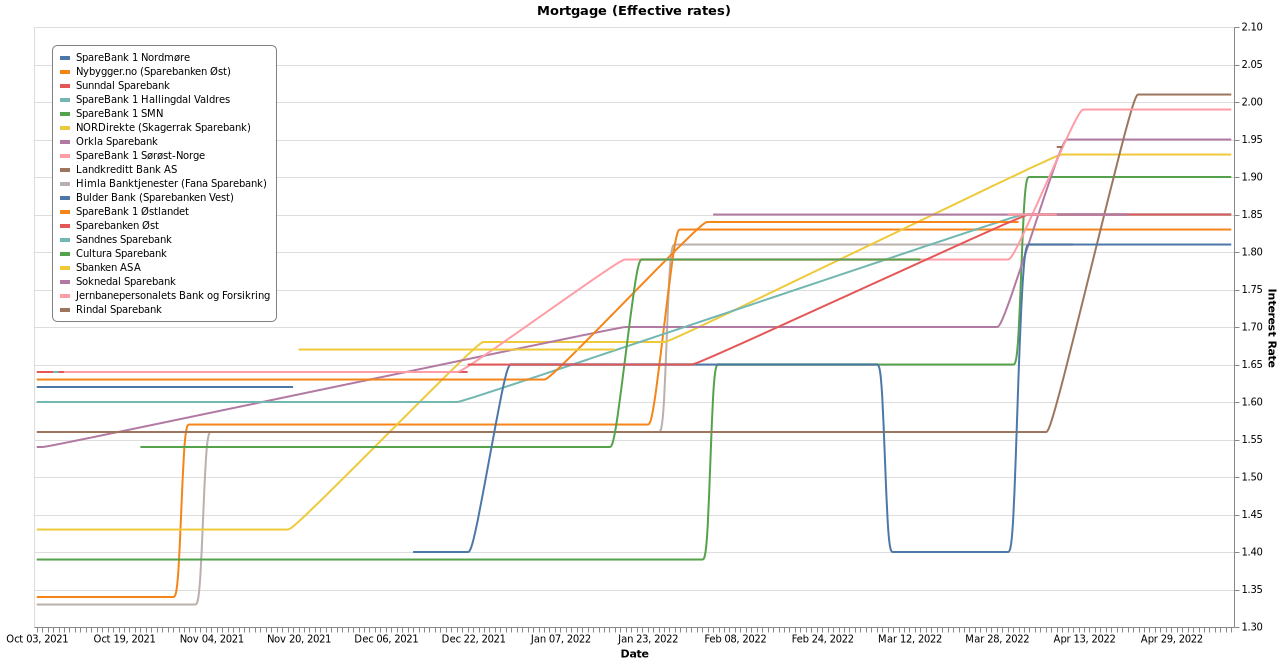 Mortgage (Effective rates)
SpareBank 1 Nordmøre
Nybygger.no (Sparebanken Øst)
Sunndal Sparebank
SpareBank 1 Hallingdal Valdres
SpareBank 1 SMN
NORDirekte (Skagerrak Sparebank)
Orkla Sparebank
SpareBank 1 Sørøst-Norge
Landkreditt Bank AS
Himla Banktjenester (Fana Sparebank)
Bulder Bank (Sparebanken Vest)
SpareBank 1 Østlandet
Sparebanken Øst
Sandnes Sparebank
Cultura Sparebank
Sbanken ASA
Soknedal Sparebank
Jernbanepersonalets Bank og Forsikring
Rindal Sparebank
2.10
2.05
2.00
1.95
1.90
1.85
1.80
1.75
1.70
1.65
1.60
1.55
1.50
1.45
1.40
1.35
1.30
Interest Rate
Oct 03, 2021 Oct 19, 2021 Nov 04, 2021 Nov 20, 2021 Dec 06, 2021 Dec 22, 2021 Jan 07, 2022 Jan 23, 2022 Feb 08, 2022 Feb 24, 2022 Mar 12, 2022 Mar 28, 2022 Apr 13, 2022 Apr 29, 2022
Date